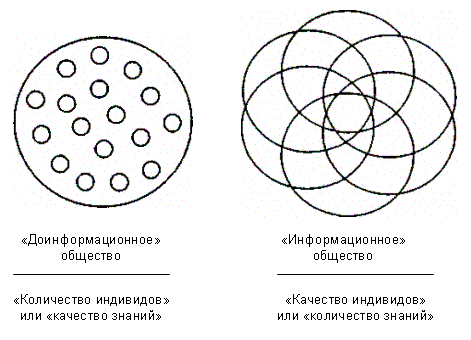 «Доинформационное»
общество
«Количество индивидов»
или «качество знаний»
«Информационное»
общество
«Качество индивидов»
или «количество знаний»